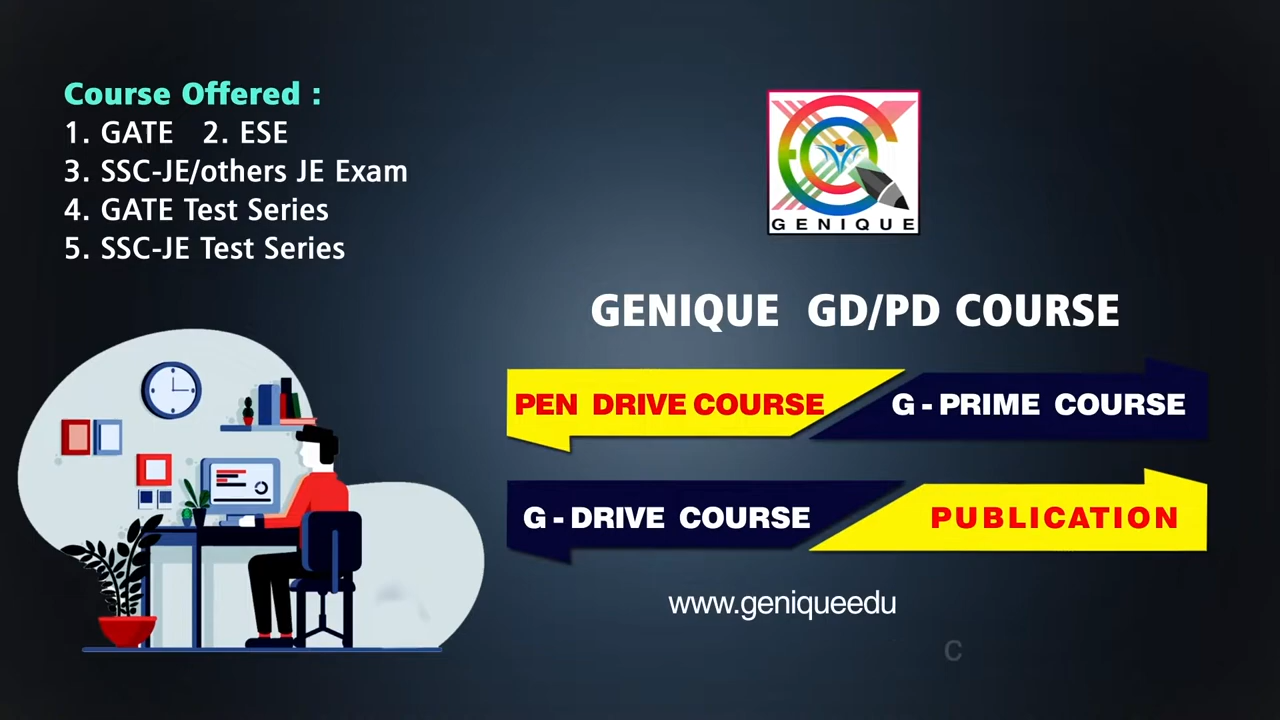 Course Offered :
1. GATE 2. ESE
3. SSC-JE/others JE Exam
4. GATE Test Series
5. SSC-JE Test Series
GENIQUE
GENIQUE GD/PD COURSE
PEN DRIVE COURSE
G - PRIME COURSE
G - DRIVE COURSE
PUBLICATION
www.geniqueedu
C